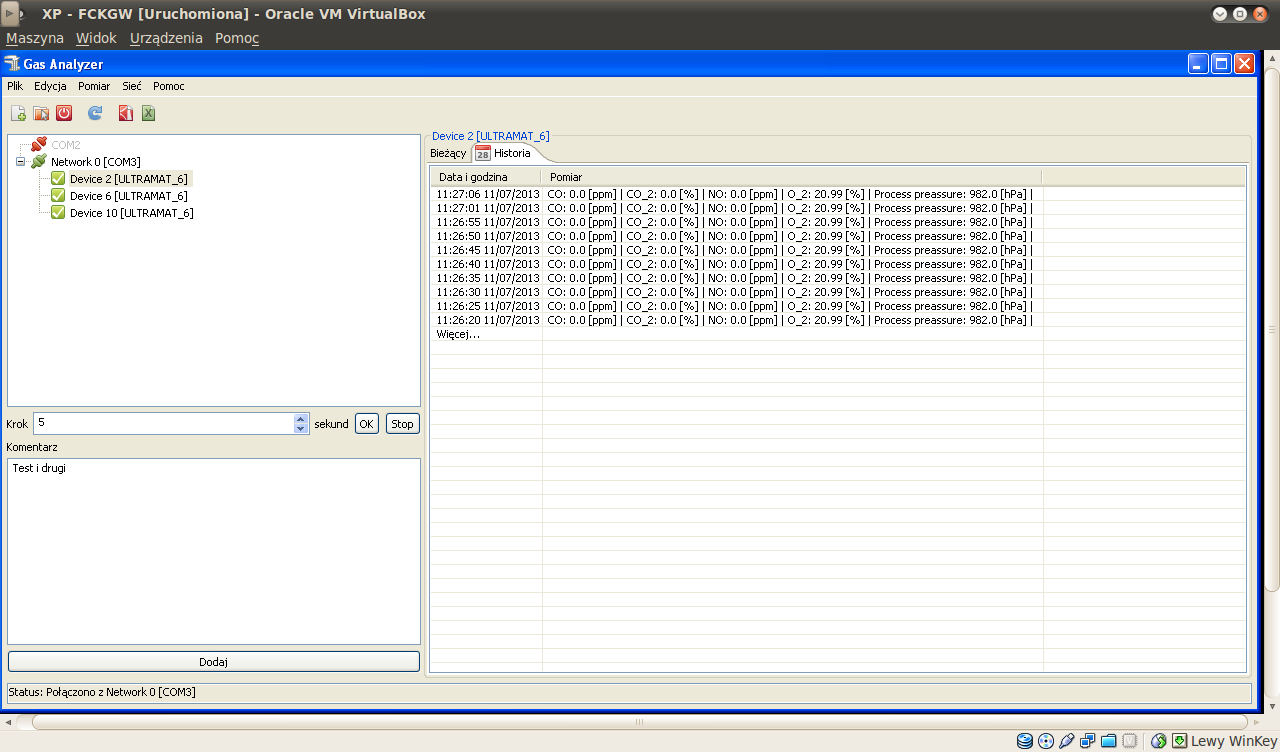 XP - FCKGW [Uruchomiona] - Oracle VM VirtualBox
Maszyna Widok Urządzenia Pomoc
Gas Analyzer
Plik Edycja Pomiar Sieć Pomoc
COM2
Network 0 [COM3]
Device 2 [ULTRAMAT_6]
Device 6 [ULTRAMAT_6]
Device 10 [ULTRAMAT_6]
Krok 5 sekund OK Stop
Komentarz
Test i drugi
Dodaj
Device 2 [ULTRAMAT_6]
Bieżący 28 Historia
Data i godzina Pomiar
11:27:06 11/07/2013 CO: 0.0 [ppm] | CO_2: 0.0 [%] | NO: 0.0 [ppm] | O_2: 20.99 [%] | Process preassure: 982.0 [hPa] |
11:27:01 11/07/2013 CO: 0.0 [ppm] | CO_2: 0.0 [%] | NO: 0.0 [ppm] | O_2: 20.99 [%] | Process preassure: 982.0 [hPa] |
11:26:55 11/07/2013 CO: 0.0 [ppm] | CO_2: 0.0 [%] | NO: 0.0 [ppm] | O_2: 20.99 [%] | Process preassure: 982.0 [hPa] |
11:26:50 11/07/2013 CO: 0.0 [ppm] | CO_2: 0.0 [%] | NO: 0.0 [ppm] | O_2: 20.99 [%] | Process preassure: 982.0 [hPa] |
11:26:45 11/07/2013 CO: 0.0 [ppm] | CO_2: 0.0 [%] | NO: 0.0 [ppm] | O_2: 20.99 [%] | Process preassure: 982.0 [hPa] |
11:26:40 11/07/2013 CO: 0.0 [ppm] | CO_2: 0.0 [%] | NO: 0.0 [ppm] | O_2: 20.99 [%] | Process preassure: 982.0 [hPa] |
11:26:35 11/07/2013 CO: 0.0 [ppm] | CO_2: 0.0 [%] | NO: 0.0 [ppm] | O_2: 20.99 [%] | Process preassure: 982.0 [hPa] |
11:26:30 11/07/2013 CO: 0.0 [ppm] | CO_2: 0.0 [%] | NO: 0.0 [ppm] | O_2: 20.99 [%] | Process preassure: 982.0 [hPa] |
11:26:25 11/07/2013 CO: 0.0 [ppm] | CO_2: 0.0 [%] | NO: 0.0 [ppm] | O_2: 20.99 [%] | Process preassure: 982.0 [hPa] |
11:26:20 11/07/2013 CO: 0.0 [ppm] | CO_2: 0.0 [%] | NO: 0.0 [ppm] | O_2: 20.99 [%] | Process preassure: 982.0 [hPa] |
Więcej...
Status: Połączono z Network 0 [COM3]
Lewy WinKey